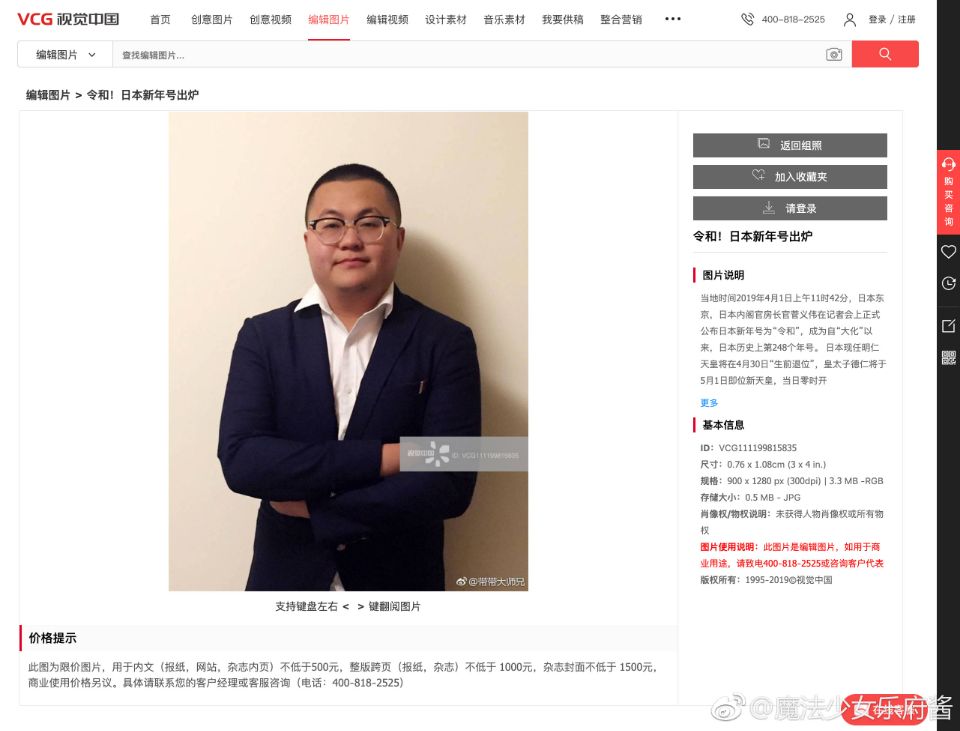 VCG 视觉中国
首页 创意图片 创意视频 编辑图片 编辑视频 设计素材 音乐素材 我要供稿 整合营销 ••• 400-818-2525 登录 / 注册
编辑图片 查找编辑图片...
编辑图片 > 令和！日本新年号出炉
返回组照
加入收藏夹
请登录
令和！日本新年号出炉
图片说明
当地时间2019年4月1日上午11时42分，日本东
京，日本内阁官房长官菅义伟在记者会上正式
公布日本新年号为“令和”，成为自“大化”以
来，日本历史上第248个年号。 日本现任明仁
天皇将在4月30日“生前退位”，皇太子德仁将于
5月1日即位新天皇，当日零时开
更多
基本信息
ID：VCG111199815835
尺寸：0.76 x 1.08cm (3 x 4 in.)
规格：900 x 1280 px (300dpi) | 3.3 MB -RGB
存储大小：0.5 MB - JPG
肖像权/物权说明：未获得人物肖像权或所有物
权
图片使用说明：此图片是编辑图片，如用于商
业用途，请致电400-818-2525或咨询客户代表
版权所有：1995-2019©视觉中国
购
买
咨
询
视觉中国 ID: VCG111199815835
@带带大师兄
支持键盘左右 < > 键翻阅图片
价格提示
此图为限价图片，用于内文（报纸，网站，杂志内页）不低于500元，整版跨页（报纸，杂志）不低于 1000元，杂志封面不低于 1500元，
商业使用价格另议。具体请联系您的客户经理或客服咨询（电话：400-818-2525）
@魔法少女乐府酱